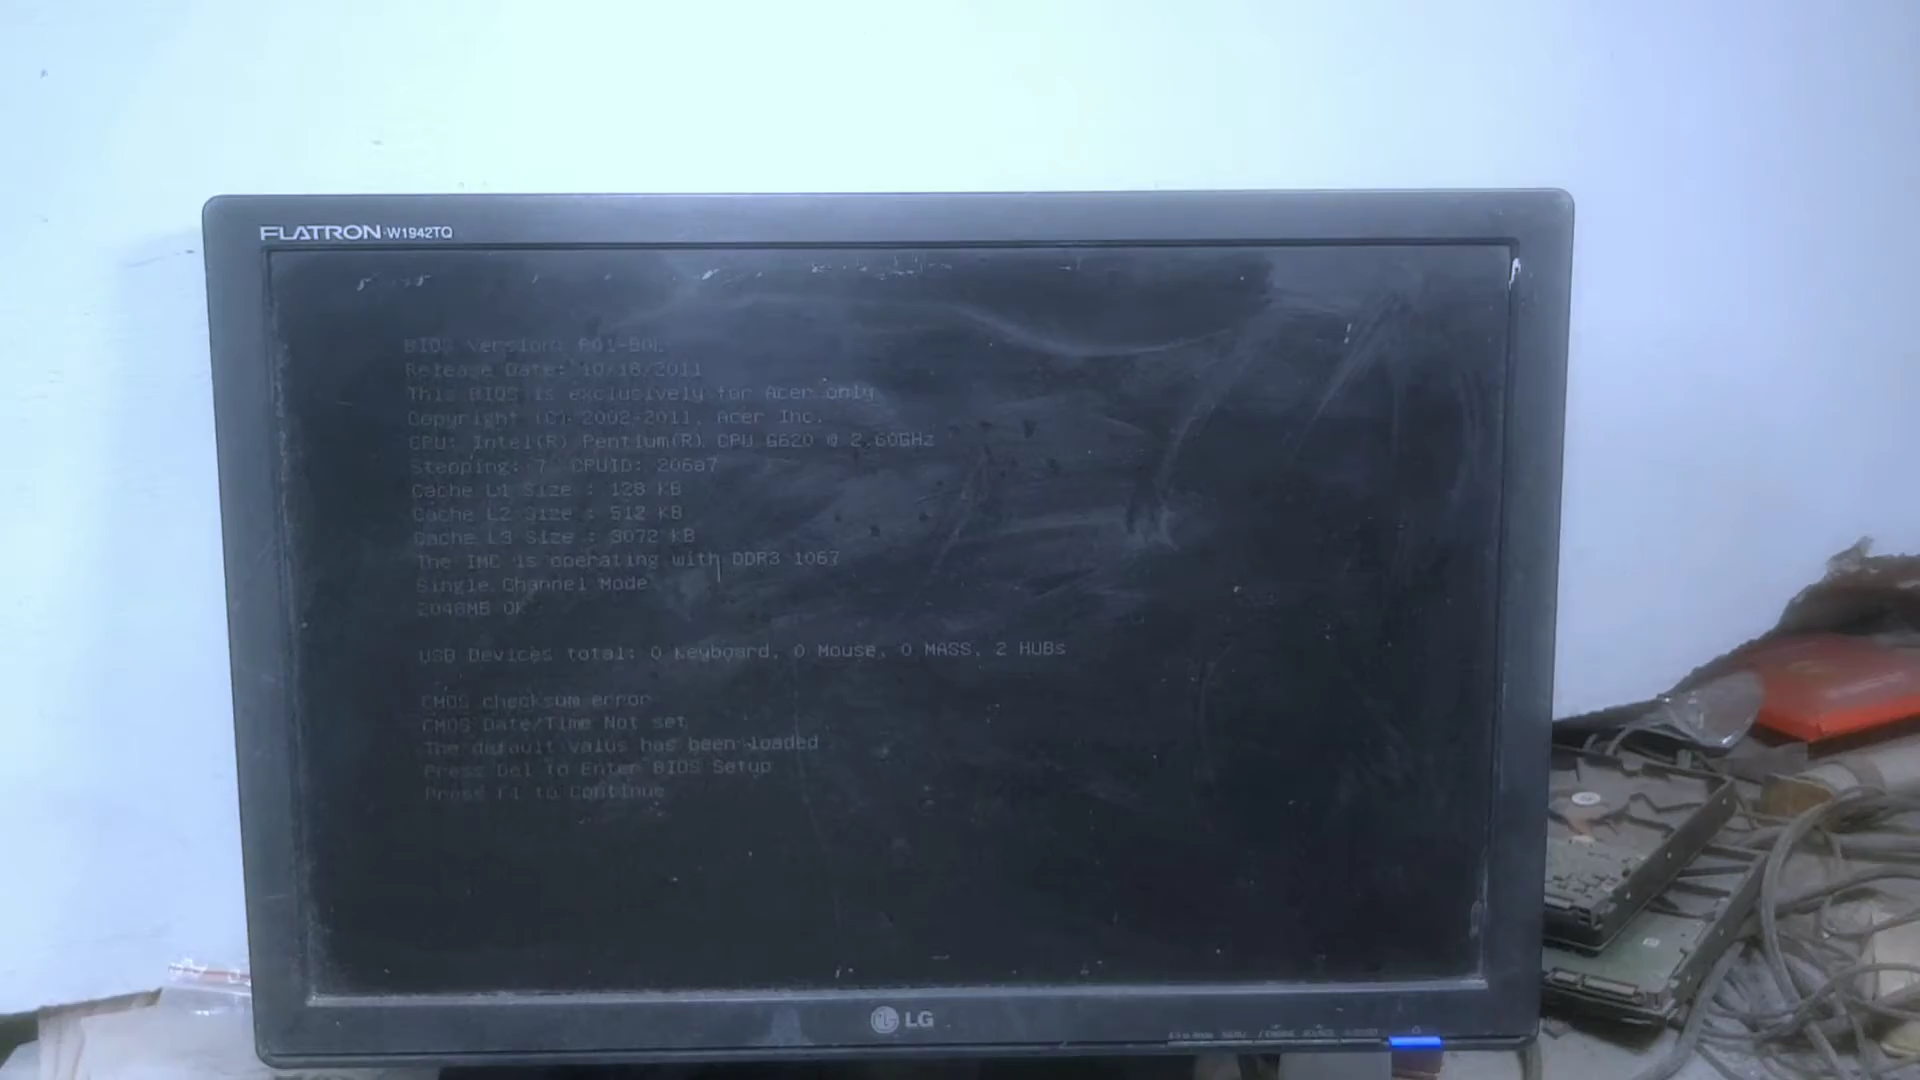 FLATRON W1942TQ
BIOS Version: P01-B0L
Release Date: 10/18/2011
This BIOS is exclusively for Acer only
Copyright (C) 2002-2011, Acer Inc.
CPU: Intel(R) Pentium(R) CPU G620 @ 2.60GHz
Stepping: 7 CPUID: 206a7
Cache L1 Size : 128 KB
Cache L2 Size : 512 KB
Cache L3 Size : 3072 KB
The IMC is operating with DDR3 1067
Single Channel Mode
2048MB OK
USB Devices total: 0 Keyboard, 0 Mouse, 0 MASS, 2 HUBs
CMOS checksum error
CMOS Date/Time Not set
The default valus has been loaded
Press Del to Enter BIOS Setup
Press F1 to Continue
LG